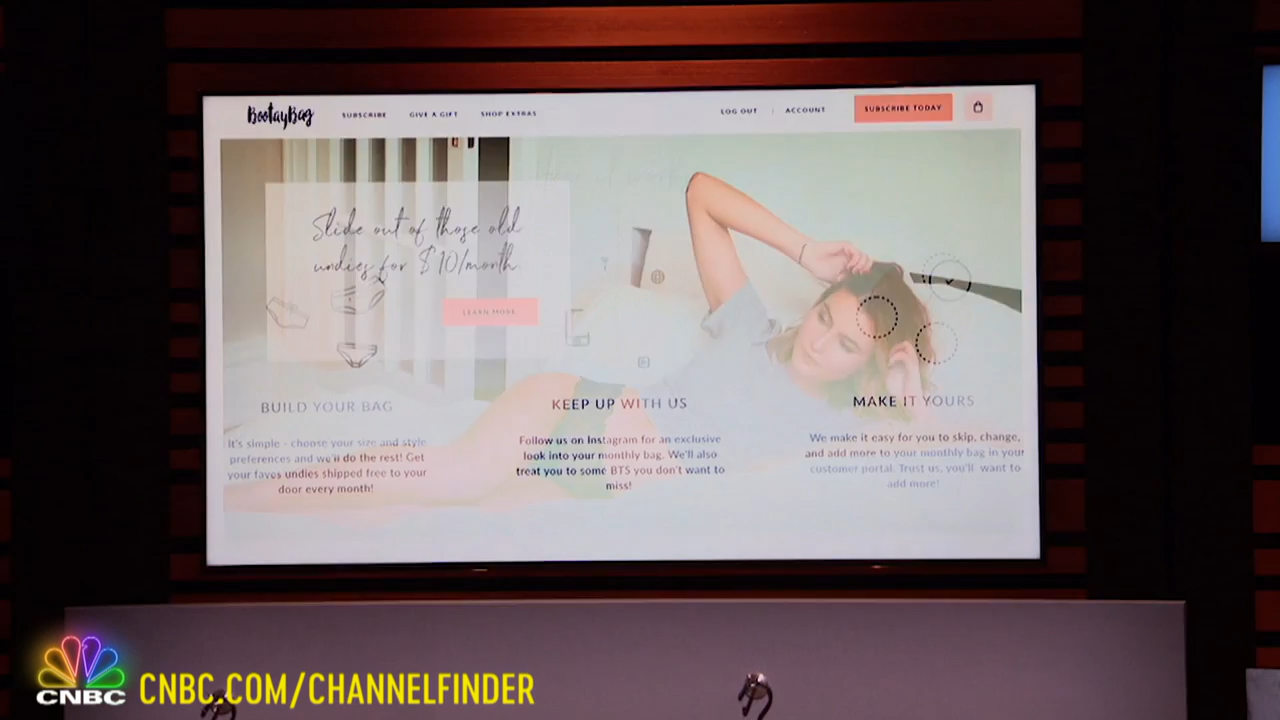 BootayBag
SUBSCRIBE
GIVE A GIFT
SHOP EXTRAS
LOG OUT
ACCOUNT
SUBSCRIBE TODAY
Slide out of those old
undies for $10/month
LEARN MORE
BUILD YOUR BAG
It's simple - choose your size and style
preferences and we'll do the rest! Get
your faves undies shipped free to your
door every month!
KEEP UP WITH US
Follow us on Instagram for an exclusive
look into your monthly bag. We'll also
treat you to some BTS you don't want to
miss!
MAKE IT YOURS
We make it easy for you to skip, change,
and add more to your monthly bag in your
customer portal. Trust us, you'll want to
add more!
CNBC
CNBC.COM/CHANNELFINDER